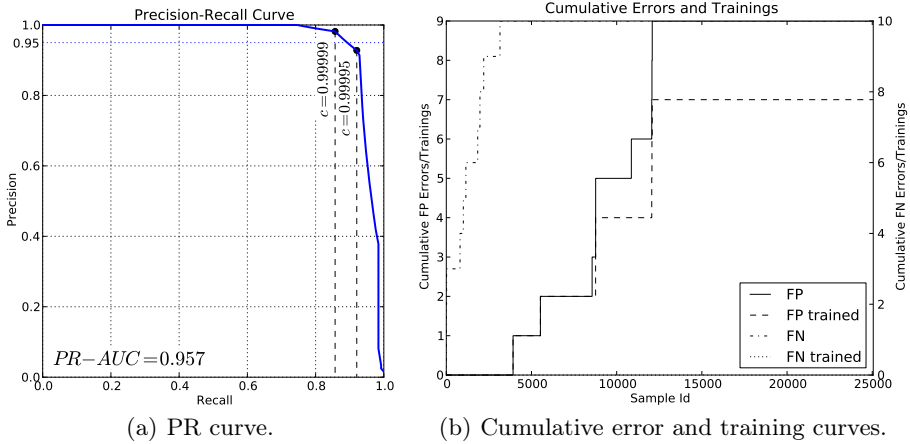 Precision-Recall Curve
1.0
0.95
0.8
0.6
0.4
0.2
0.0
Precision
c=0.99999
c=0.99995
PR−AUC=0.957
0.0 0.2 0.4 0.6 0.8 1.0
Recall
(a) PR curve.
Cumulative Errors and Trainings
9
8
7
6
5
4
3
2
1
0
Cumulative FP Errors/Trainings
10
8
6
4
2
0
Cumulative FN Errors/Trainings
FP
FP trained
FN
FN trained
0 5000 10000 15000 20000 25000
Sample Id
(b) Cumulative error and training curves.